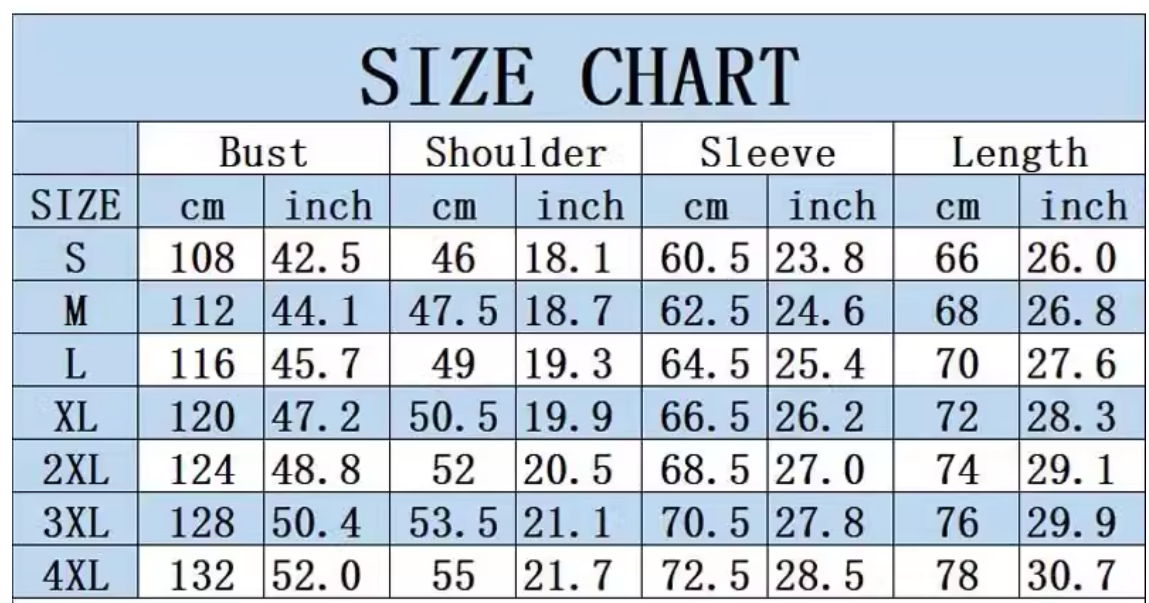 SIZE CHART
Bust Shoulder Sleeve Length
SIZE cm inch cm inch cm inch cm inch
S 108 42.5 46 18.1 60.5 23.8 66 26.0
M 112 44.1 47.5 18.7 62.5 24.6 68 26.8
L 116 45.7 49 19.3 64.5 25.4 70 27.6
XL 120 47.2 50.5 19.9 66.5 26.2 72 28.3
2XL 124 48.8 52 20.5 68.5 27.0 74 29.1
3XL 128 50.4 53.5 21.1 70.5 27.8 76 29.9
4XL 132 52.0 55 21.7 72.5 28.5 78 30.7